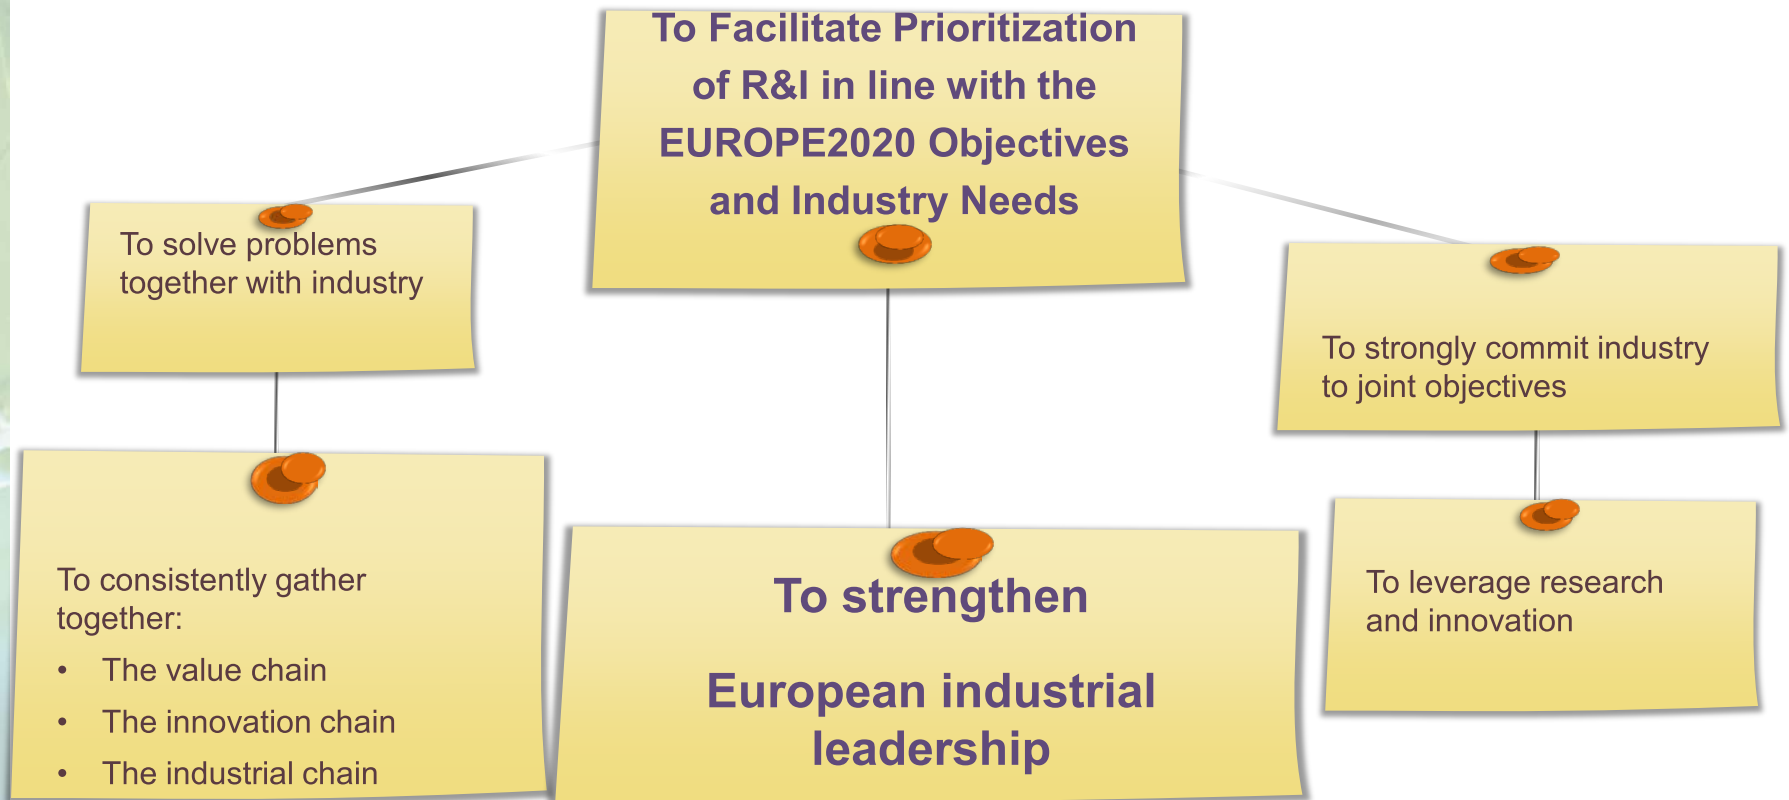 To Facilitate Prioritization
of R&I in line with the
EUROPE2020 Objectives
and Industry Needs
To solve problems
together with industry
To strongly commit industry
to joint objectives
To consistently gather
together:
• The value chain
• The innovation chain
• The industrial chain
To strengthen
European industrial
leadership
To leverage research
and innovation